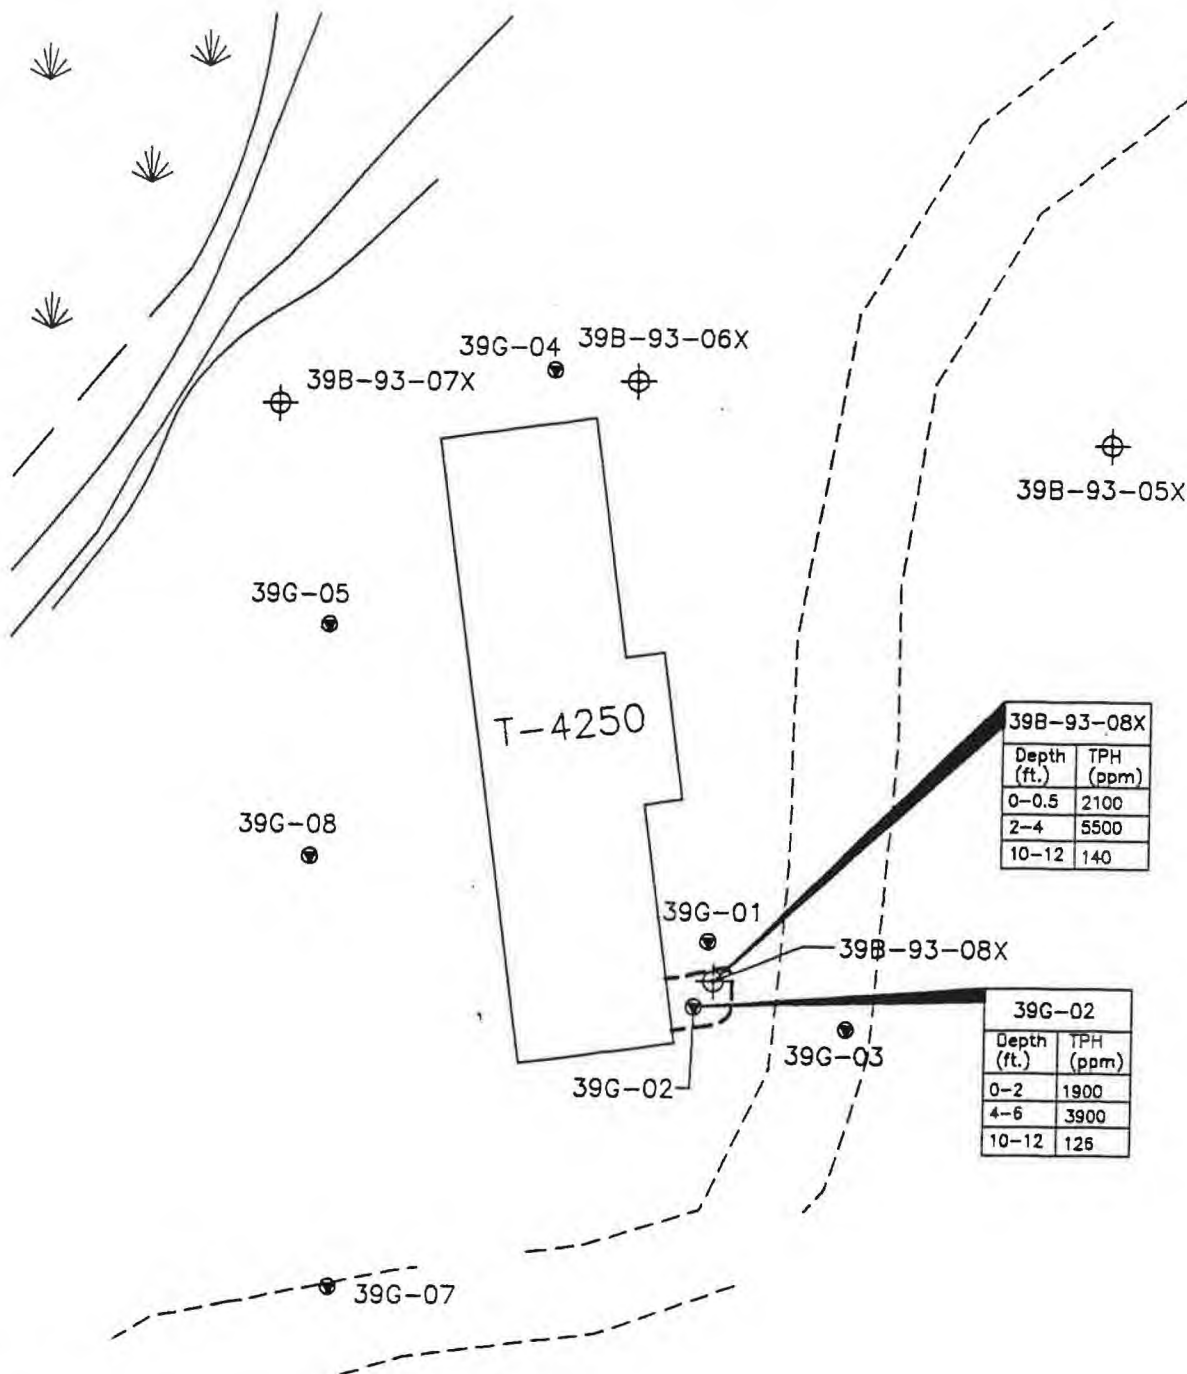 39G-04
39B-93-06X
39B-93-07X
39B-93-05X
39G-05
T-4250
39B-93-08X
Depth (ft.) TPH (ppm)
0-0.5 2100
2-4 5500
10-12 140
39G-08
39G-01
39B-93-08X
39G-02
Depth (ft.) TPH (ppm)
0-2 1900
4-6 3900
10-12 126
39G-03
39G-02
39G-07